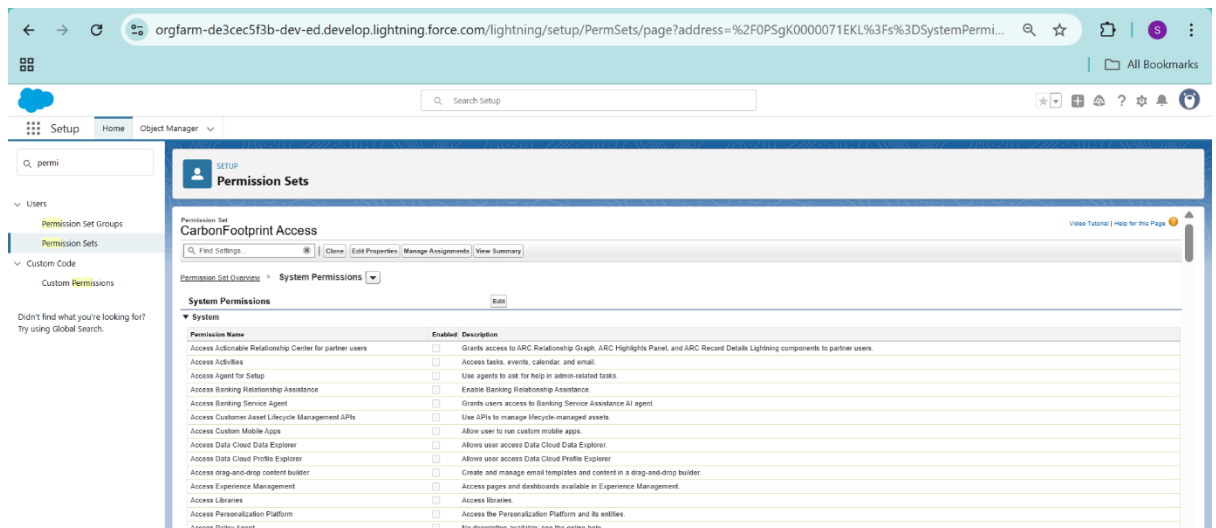 orgfarm-de3cec5f3b-dev-ed.develop.lightning.force.com/lightning/setup/PermSets/page?address=%2F0PSgK0000071EKL%3Fs%3DSystemPermi...
S
All Bookmarks
Search Setup
Setup Home Object Manager
permi
SETUP
Permission Sets
Users
Permission Set Groups
Permission Sets
Custom Code
Custom Permissions
Didn't find what you're looking for?
Try using Global Search.
Permission Set
CarbonFootprint Access
Video Tutorial | Help for this Page
Find Settings... | Clone Edit Properties Manage Assignments View Summary
Permission Set Overview > System Permissions
System Permissions Edit
System
Permission Name Enabled Description
Access Actionable Relationship Center for partner users Grants access to ARC Relationship Graph, ARC Highlights Panel, and ARC Record Details Lightning components to partner users.
Access Activities Access tasks, events, calendar, and email.
Access Agent for Setup Use agents to ask for help in admin-related tasks.
Access Banking Relationship Assistance Enable Banking Relationship Assistance.
Access Banking Service Agent Grants users access to Banking Service Assistance AI agent.
Access Customer Asset Lifecycle Management APIs Use APIs to manage lifecycle-managed assets.
Access Custom Mobile Apps Allow user to run custom mobile apps.
Access Data Cloud Data Explorer Allows user access Data Cloud Data Explorer.
Access Data Cloud Profile Explorer Allows user access Data Cloud Profile Explorer.
Access drag-and-drop content builder Create and manage email templates and content in a drag-and-drop builder.
Access Experience Management Access pages and dashboards available in Experience Management.
Access Libraries Access libraries.
Access Personalization Platform Access the Personalization Platform and its entities.
Access Policy Agent No description available; see the online help.